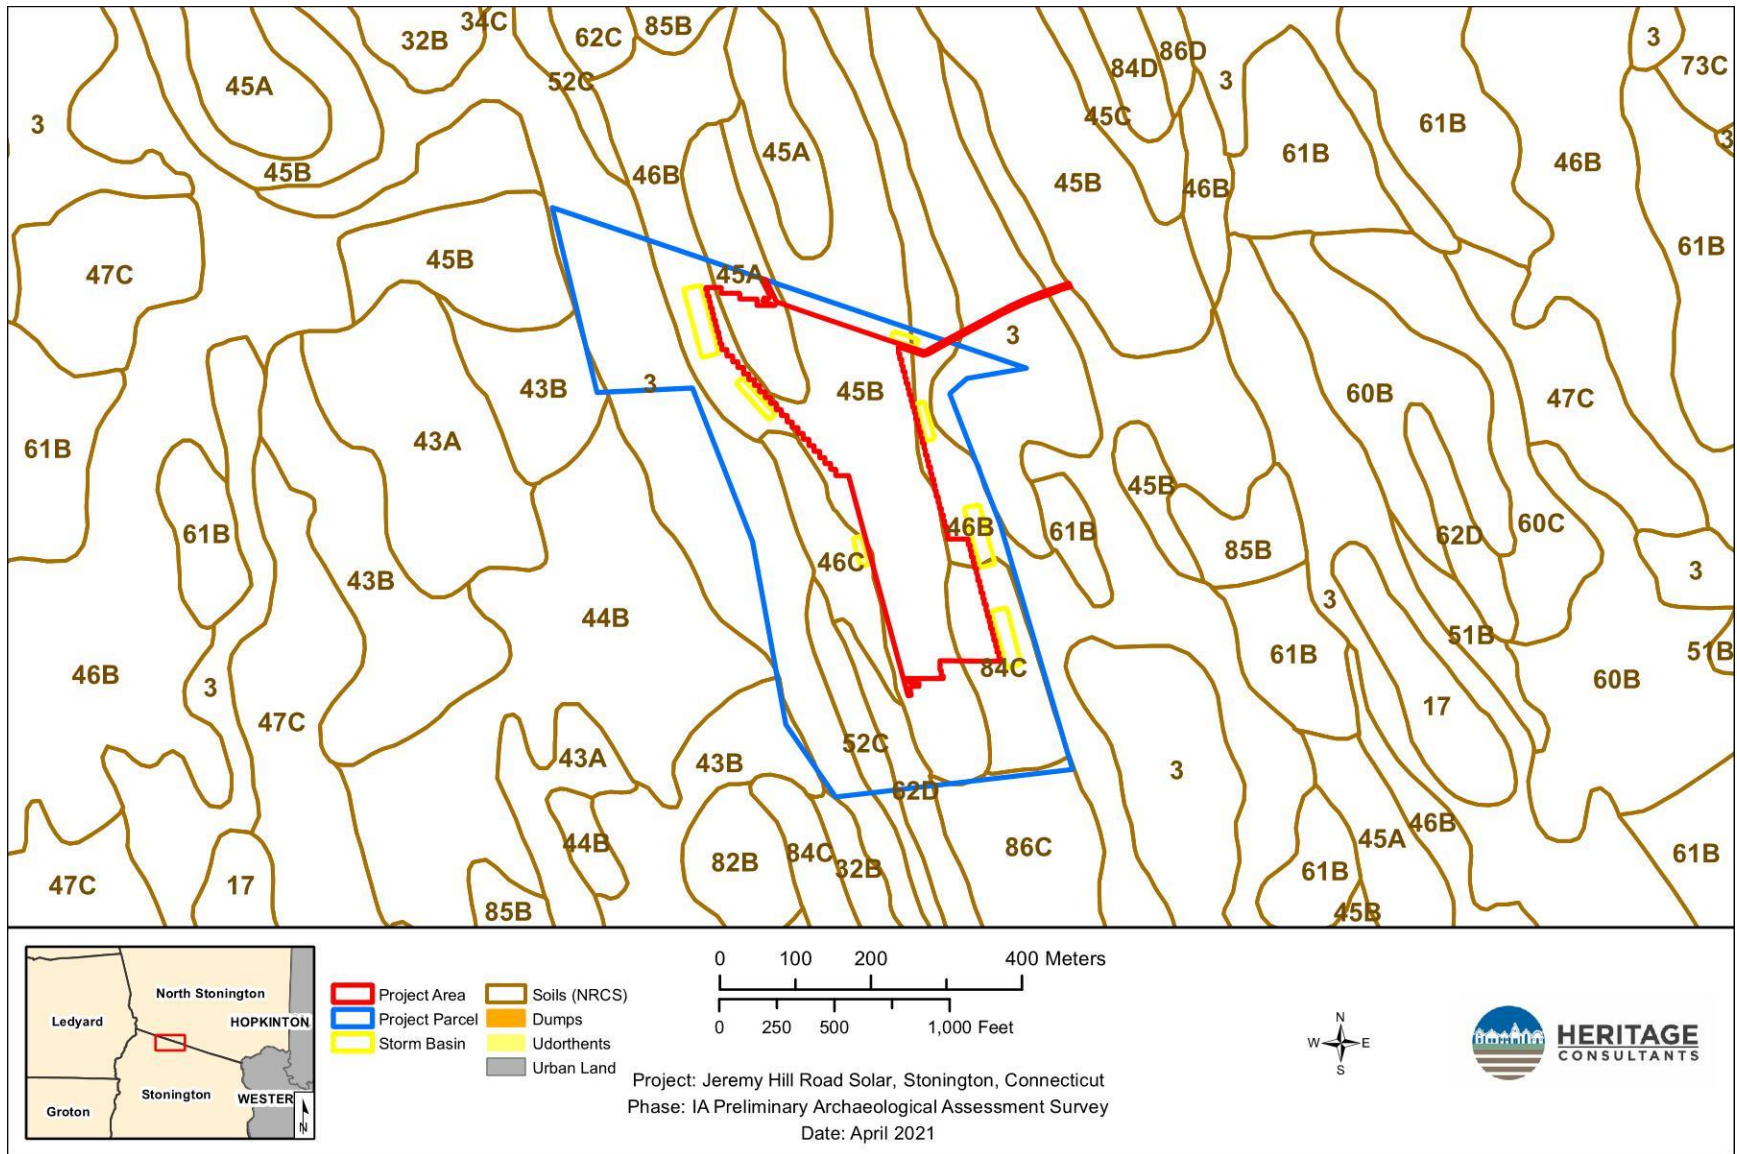 34C
85B
32B
62C
3
86D
73C
84D
3
52C
45A
45C
61B
3
3
45A
61B
46B
45B
46B
45B
46B
61B
45B
47C
45A
3
45B
3
43B
60B
47C
43A
61B
45B
61B
46B
61B
60C
62D
85B
46C
3
43B
3
44B
51B
61B
51B
84C
46B
60B
3
17
47C
52C
43A
43B
3
62D
46B
45A
44B
84C
86C
61B
82B
32B
61B
47C
17
85B
45B
North Stonington
Ledyard
HOPKINTON
Stonington
WESTER
Groton
N
Project Area
Project Parcel
Storm Basin
Soils (NRCS)
Dumps
Udorthents
Urban Land
0 100 200 400 Meters
0 250 500 1,000 Feet
Project: Jeremy Hill Road Solar, Stonington, Connecticut
Phase: IA Preliminary Archaeological Assessment Survey
Date: April 2021
N
W E
S
HERITAGE
CONSULTANTS